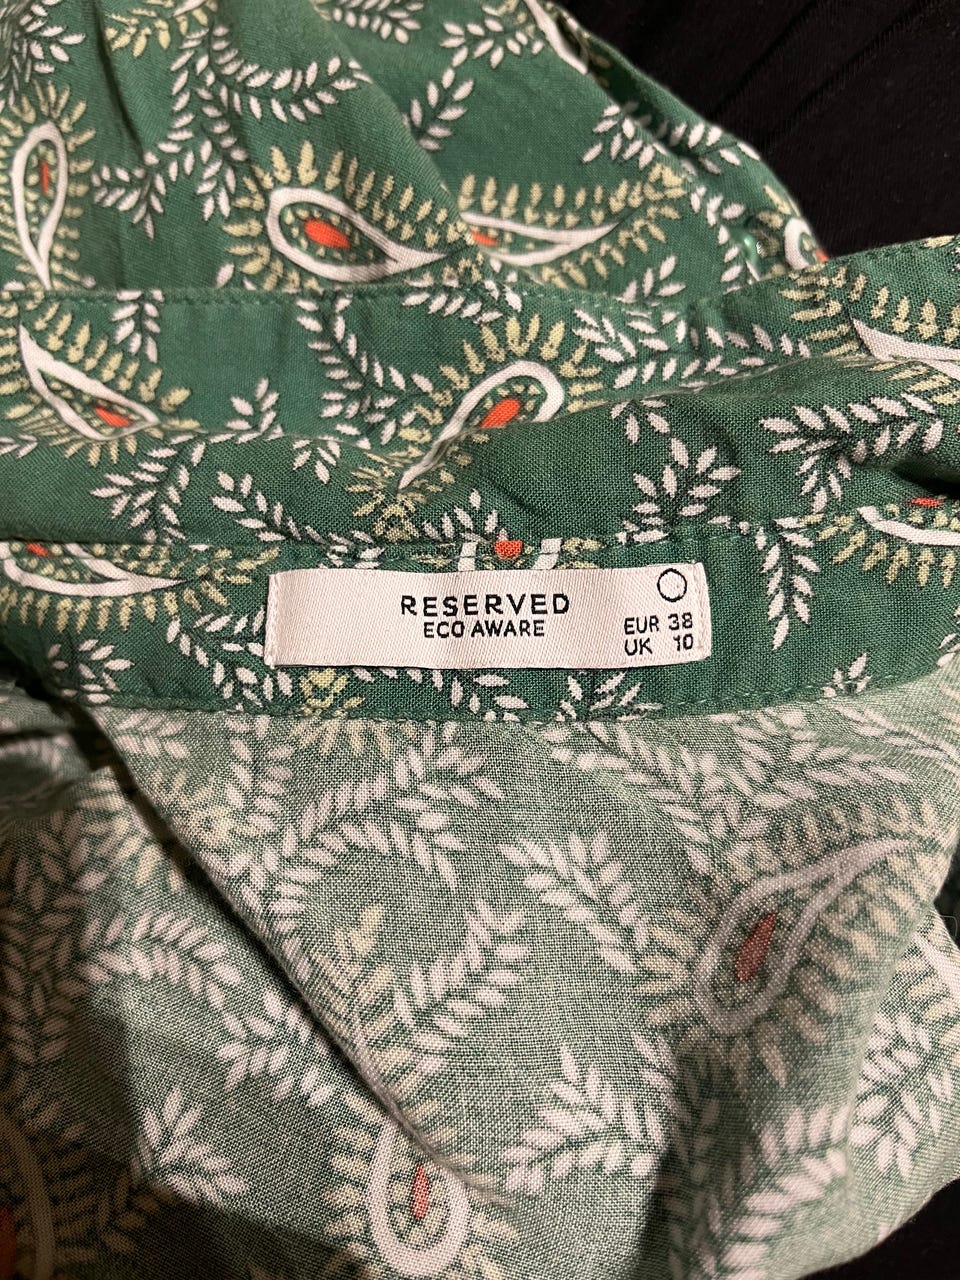 RESERVED
ECO AWARE
EUR 38
UK 10